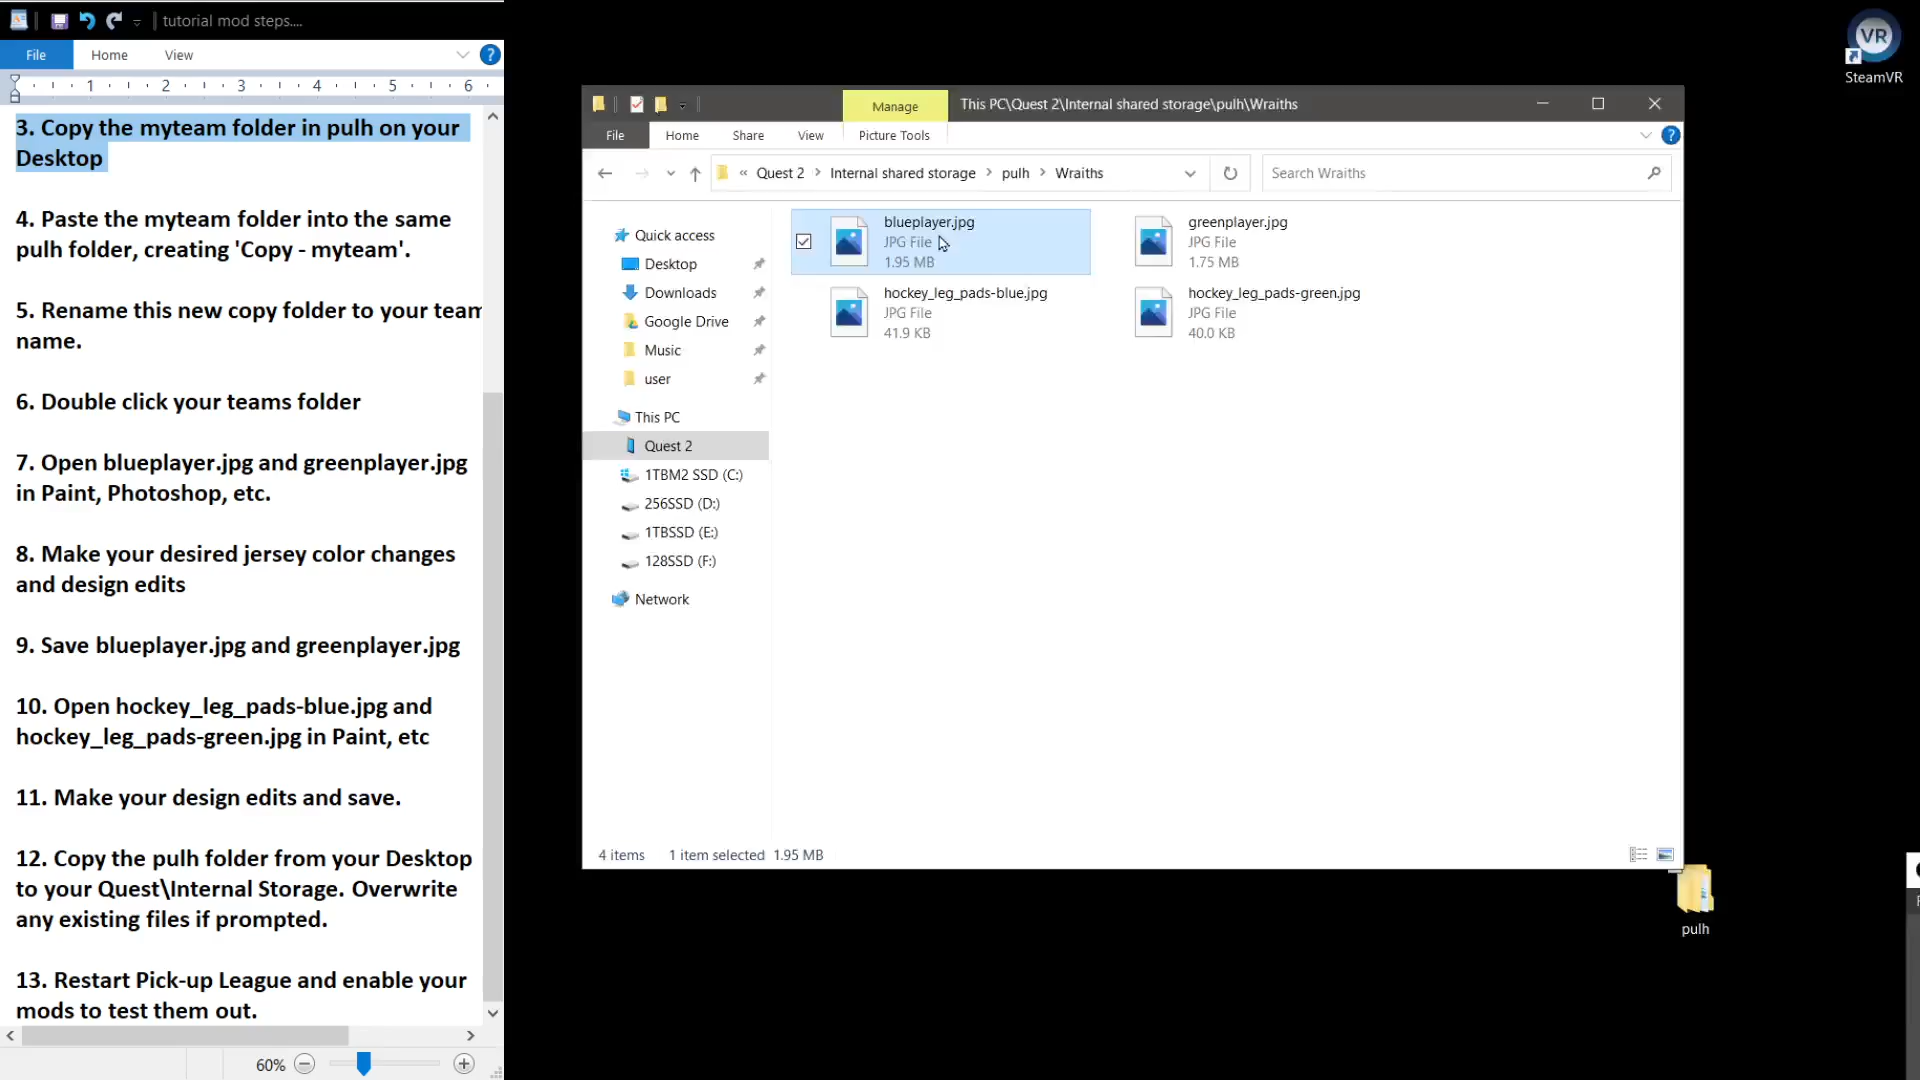 tutorial mod steps....
File Home View
1 2 3 4 5 6
3. Copy the myteam folder in pulh on your
Desktop
4. Paste the myteam folder into the same
pulh folder, creating 'Copy - myteam'.
5. Rename this new copy folder to your team
name.
6. Double click your teams folder
7. Open blueplayer.jpg and greenplayer.jpg
in Paint, Photoshop, etc.
8. Make your desired jersey color changes
and design edits
9. Save blueplayer.jpg and greenplayer.jpg
10. Open hockey_leg_pads-blue.jpg and
hockey_leg_pads-green.jpg in Paint, etc
11. Make your design edits and save.
12. Copy the pulh folder from your Desktop
to your Quest\Internal Storage. Overwrite
any existing files if prompted.
13. Restart Pick-up League and enable your
mods to test them out.
60%
Manage This PC\Quest 2\Internal shared storage\pulh\Wraiths
File Home Share View Picture Tools
« Quest 2 > Internal shared storage > pulh > Wraiths
Search Wraiths
Quick access
Desktop
Downloads
Google Drive
Music
user
This PC
Quest 2
1TBM2 SSD (C:)
256SSD (D:)
1TBSSD (E:)
128SSD (F:)
Network
blueplayer.jpg
JPG File
1.95 MB
greenplayer.jpg
JPG File
1.75 MB
hockey_leg_pads-blue.jpg
JPG File
41.9 KB
hockey_leg_pads-green.jpg
JPG File
40.0 KB
4 items 1 item selected 1.95 MB
VR
SteamVR
pulh